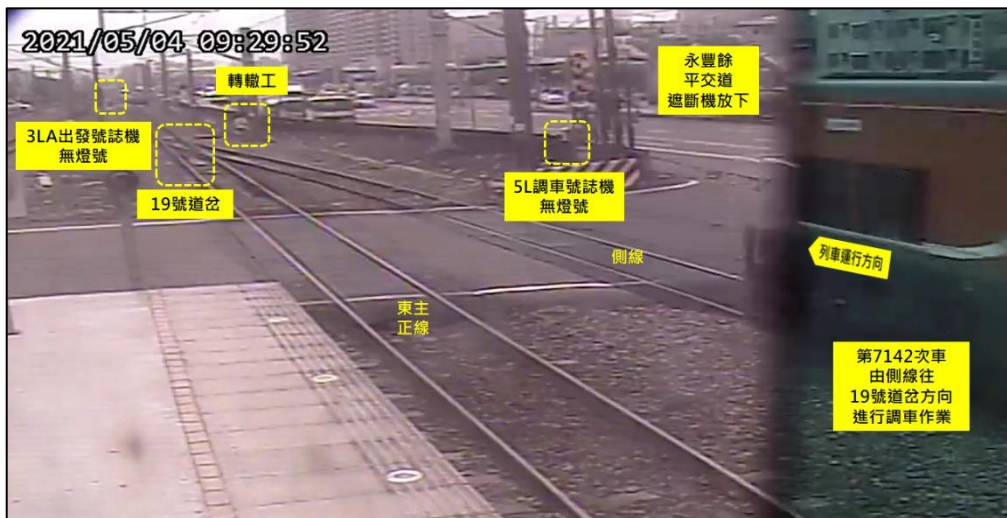 2021/05/04 09:29:52
永豐餘
平交道
遮斷機放下
轉轍工
3LA出發號誌機
無燈號
19號道岔
5L調車號誌機
無燈號
側線
列車運行方向
東主
正線
第7142次車
由側線往
19號道岔方向
進行調車作業